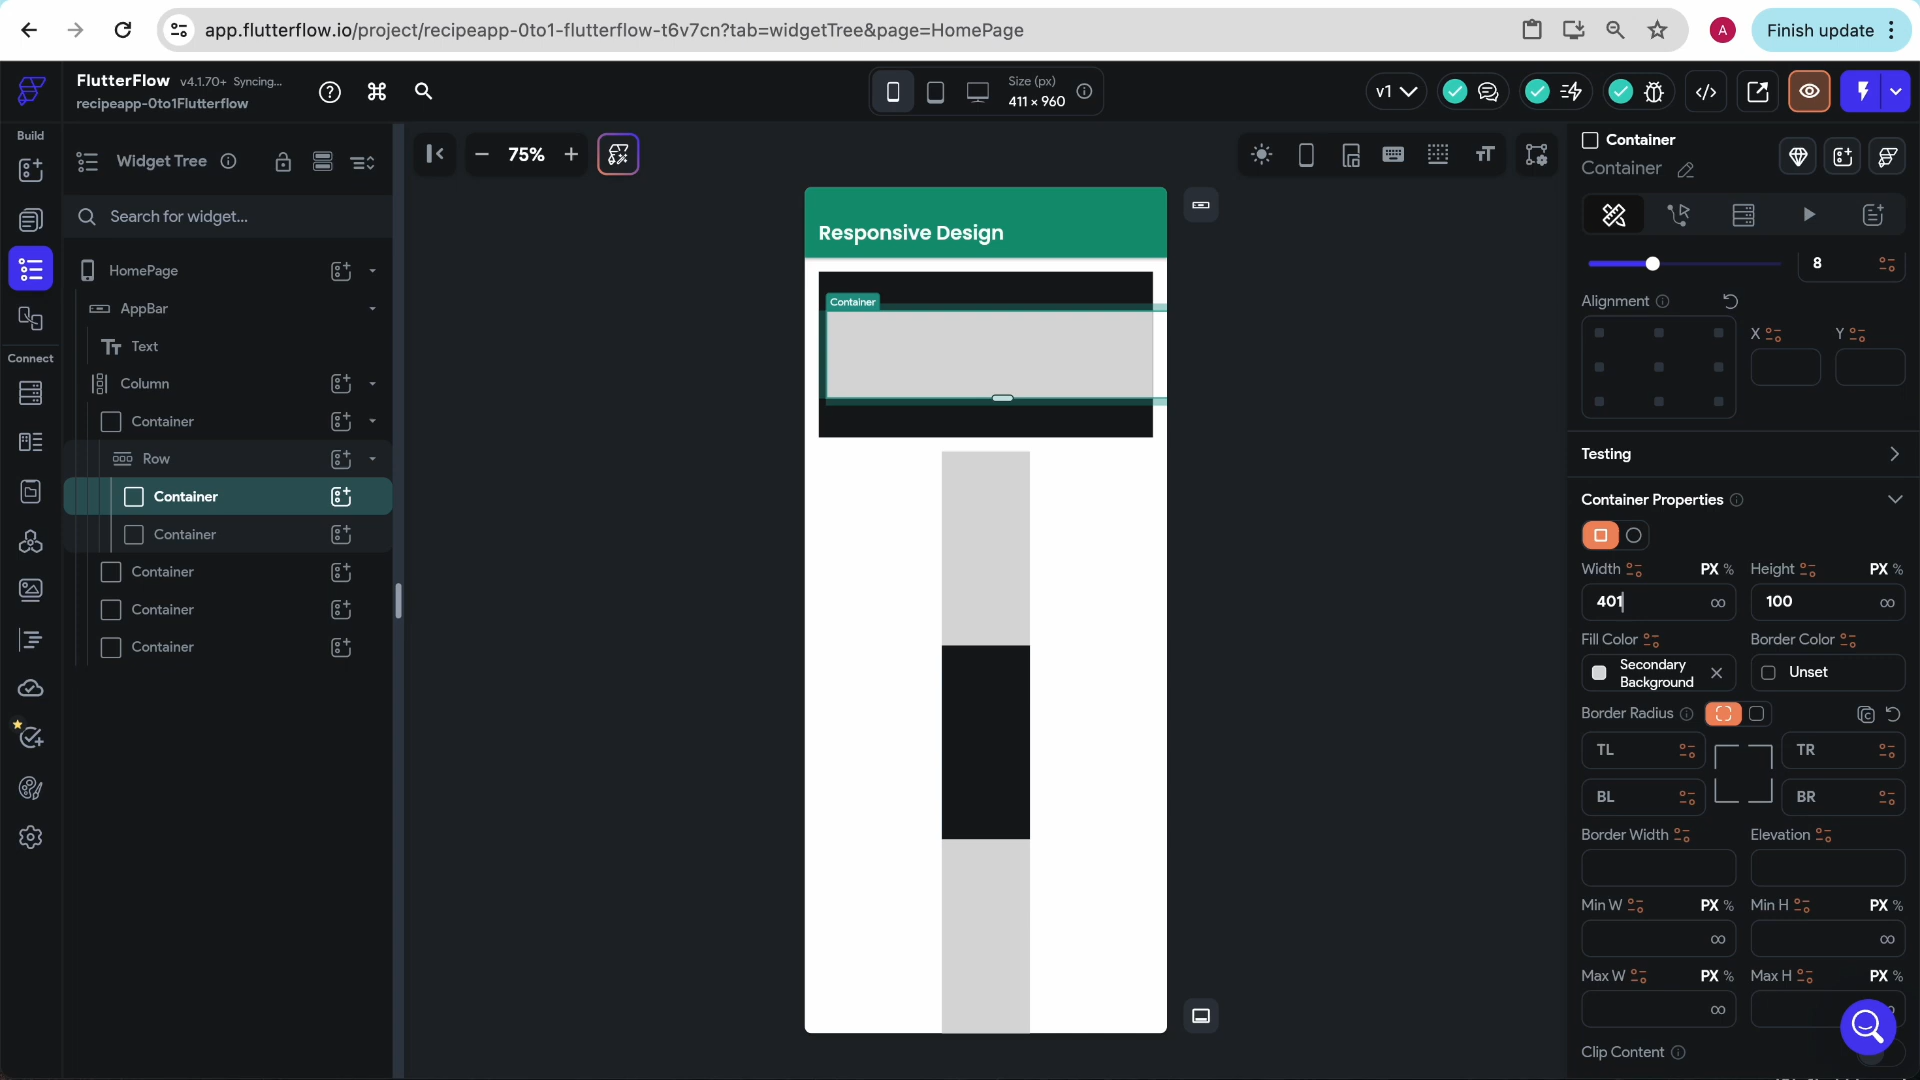 app.flutterflow.io/project/recipeapp-0to1-flutterflow-t6v7cn?tab=widgetTree&page=HomePage
A
Finish update
FlutterFlow v4.1.70+ Syncing...
recipeapp-0to1Flutterflow
Size (px)
411 × 960
v1
Build
Connect
Widget Tree
Search for widget...
HomePage
AppBar
Text
Column
Container
Row
Container
Container
Container
Container
Container
75%
Responsive Design
Container
Container
Container
8
Alignment
X
Y
Testing
Container Properties
Width PX % Height PX %
401 100
Fill Color Border Color
Secondary
Background
Unset
Border Radius
TL TR
BL BR
Border Width Elevation
Min W PX % Min H PX %
Max W PX % Max H PX %
Clip Content